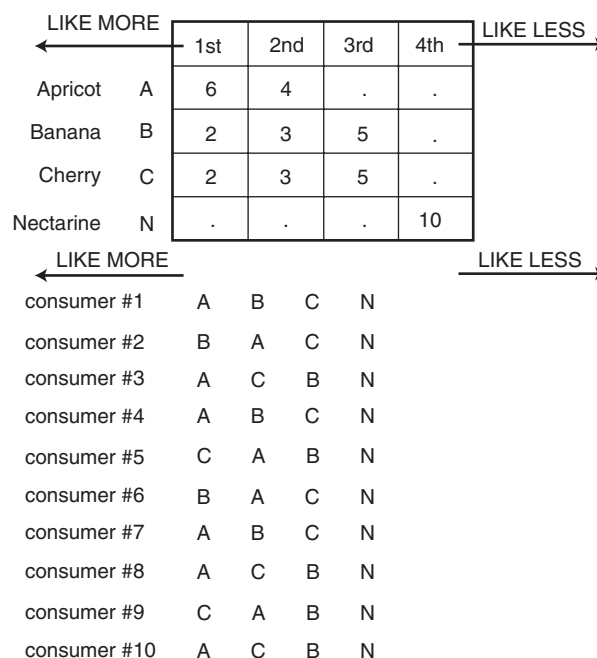 LIKE MORE LIKE LESS
1st 2nd 3rd 4th
Apricot A 6 4 . .
Banana B 2 3 5 .
Cherry C 2 3 5 .
Nectarine N . . . 10
LIKE MORE LIKE LESS
consumer #1 A B C N
consumer #2 B A C N
consumer #3 A C B N
consumer #4 A B C N
consumer #5 C A B N
consumer #6 B A C N
consumer #7 A B C N
consumer #8 A C B N
consumer #9 C A B N
consumer #10 A C B N